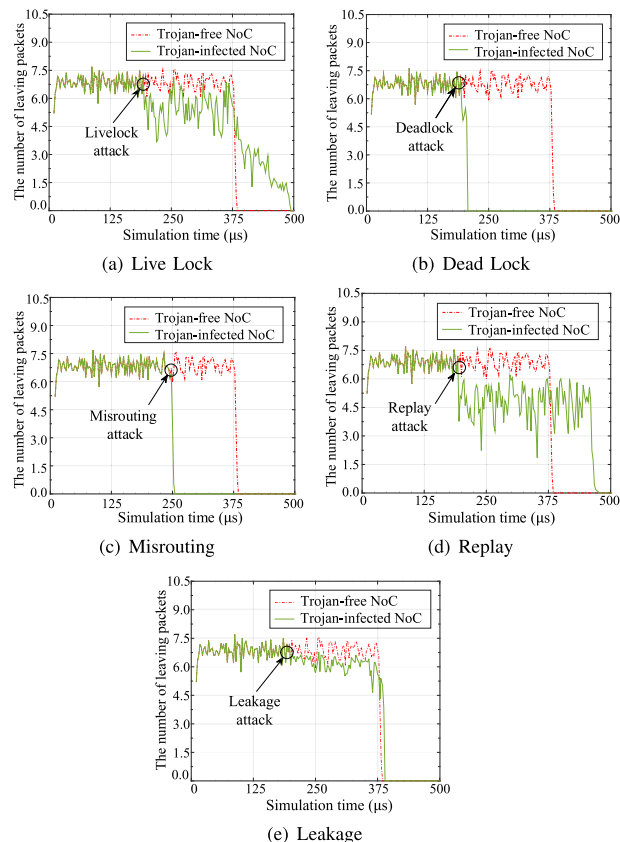 10.5
9.0
7.5
6.0
4.5
3.0
1.5
0.0
The number of leaving packets
Trojan-free NoC
Trojan-infected NoC
Livelock
attack
0
125
250
375
500
Simulation time (µs)
(a) Live Lock
10.5
9.0
7.5
6.0
4.5
3.0
1.5
0.0
The number of leaving packets
Trojan-free NoC
Trojan-infected NoC
Deadlock
attack
0
125
250
375
500
Simulation time (µs)
(b) Dead Lock
10.5
9.0
7.5
6.0
4.5
3.0
1.5
0.0
The number of leaving packets
Trojan-free NoC
Trojan-infected NoC
Misrouting
attack
0
125
250
375
500
Simulation time (µs)
(c) Misrouting
10.5
9.0
7.5
6.0
4.5
3.0
1.5
0.0
The number of leaving packets
Trojan-free NoC
Trojan-infected NoC
Replay
attack
0
125
250
375
500
Simulation time (µs)
(d) Replay
10.5
9.0
7.5
6.0
4.5
3.0
1.5
0.0
The number of leaving packets
Trojan-free NoC
Trojan-infected NoC
Leakage
attack
0
125
250
375
500
Simulation time (µs)
(e) Leakage